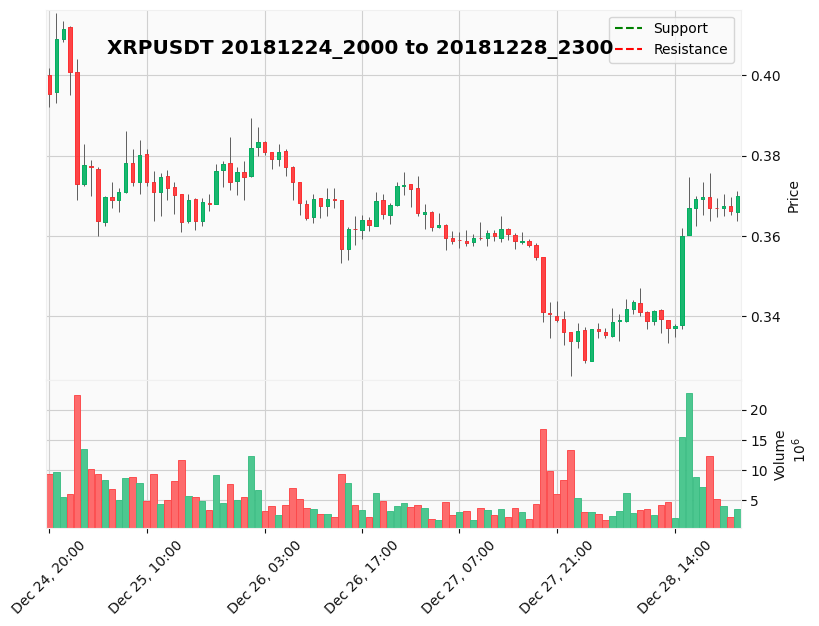 XRPUSDT 20181224_2000 to 20181228_2300
Support
Resistance
0.40
0.38
0.36
0.34
Price
20
15
10
5
Volume
10^6
Dec 24, 20:00
Dec 25, 10:00
Dec 26, 03:00
Dec 26, 17:00
Dec 27, 07:00
Dec 27, 21:00
Dec 28, 14:00